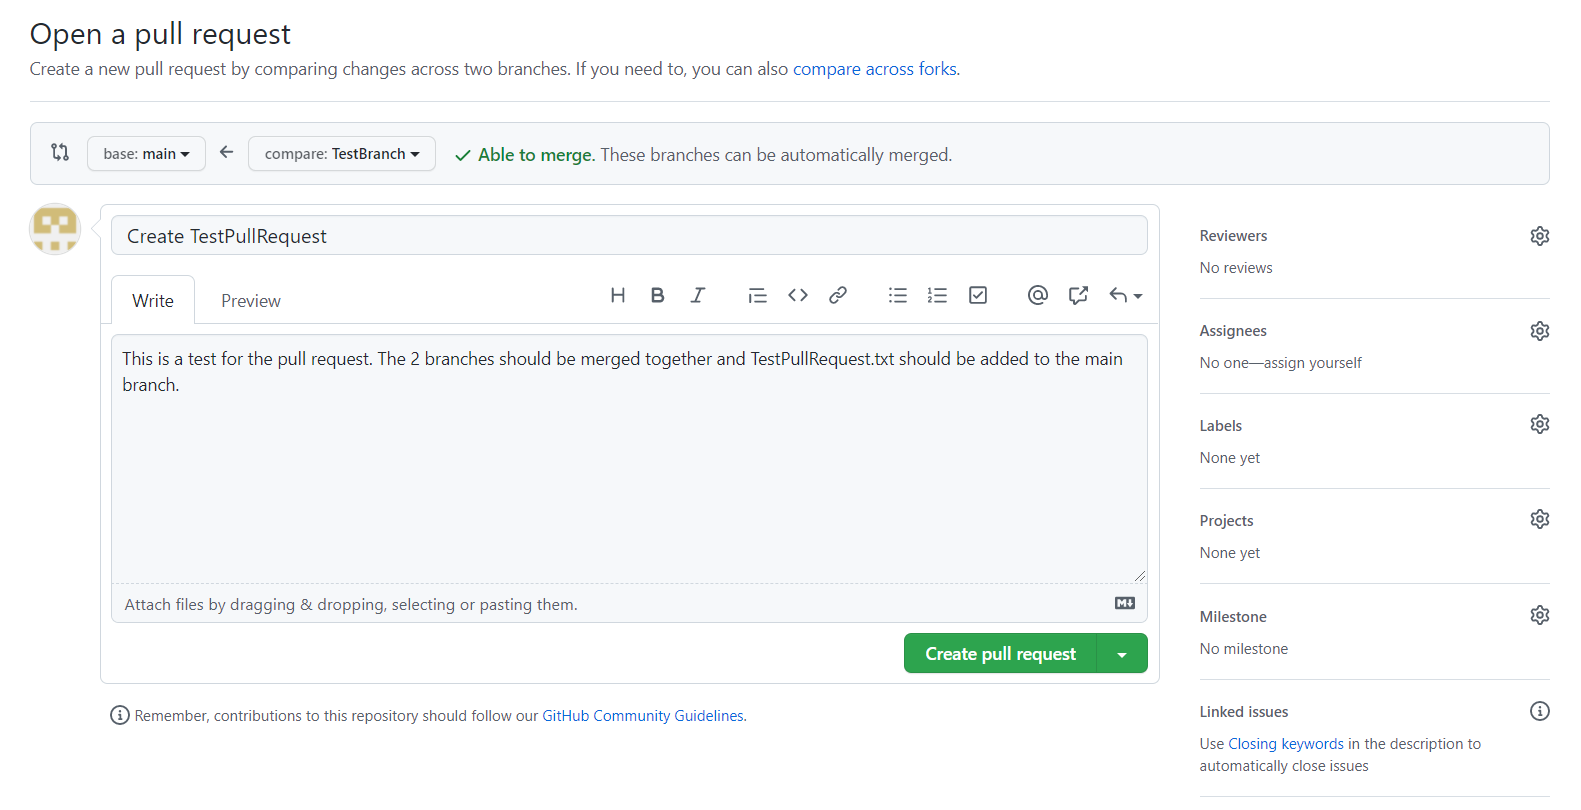 Open a pull request
Create a new pull request by comparing changes across two branches. If you need to, you can also compare across forks.
base: main
compare: TestBranch
Able to merge. These branches can be automatically merged.
Create TestPullRequest
Write
Preview
This is a test for the pull request. The 2 branches should be merged together and TestPullRequest.txt should be added to the main
branch.
Attach files by dragging & dropping, selecting or pasting them.
Create pull request
Remember, contributions to this repository should follow our GitHub Community Guidelines.
Reviewers
No reviews
Assignees
No one—assign yourself
Labels
None yet
Projects
None yet
Milestone
No milestone
Linked issues
Use Closing keywords in the description to
automatically close issues